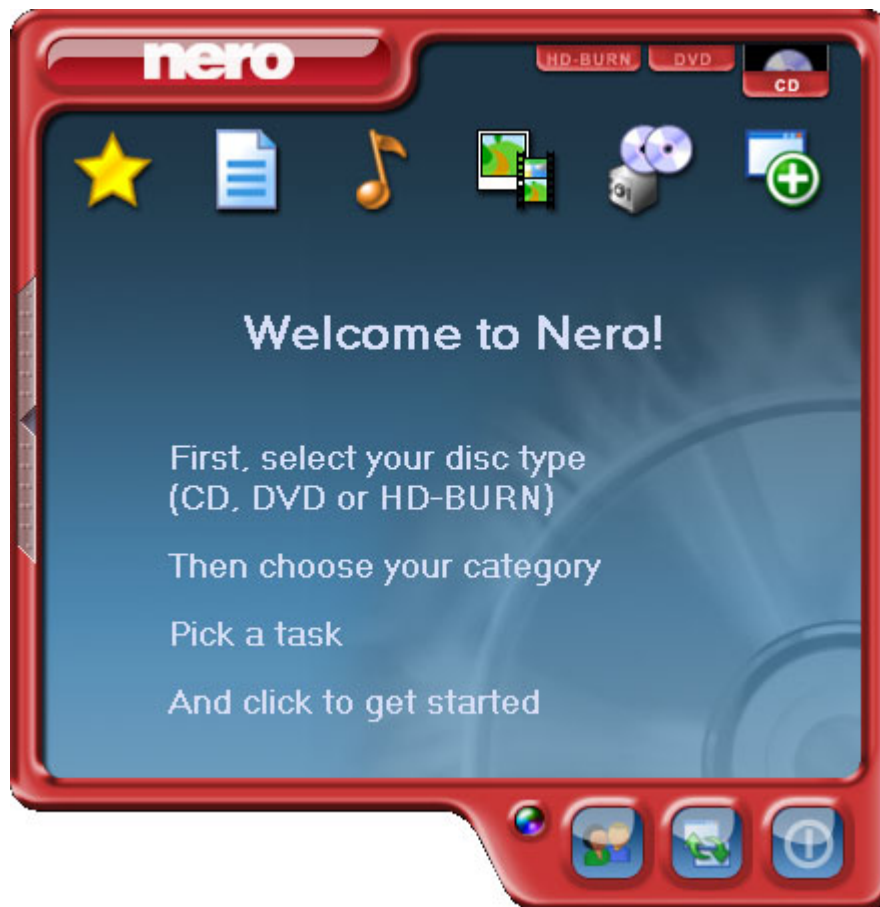 nero
HD-BURN
DVD
CD
Welcome to Nero!
First, select your disc type
(CD, DVD or HD-BURN)
Then choose your category
Pick a task
And click to get started